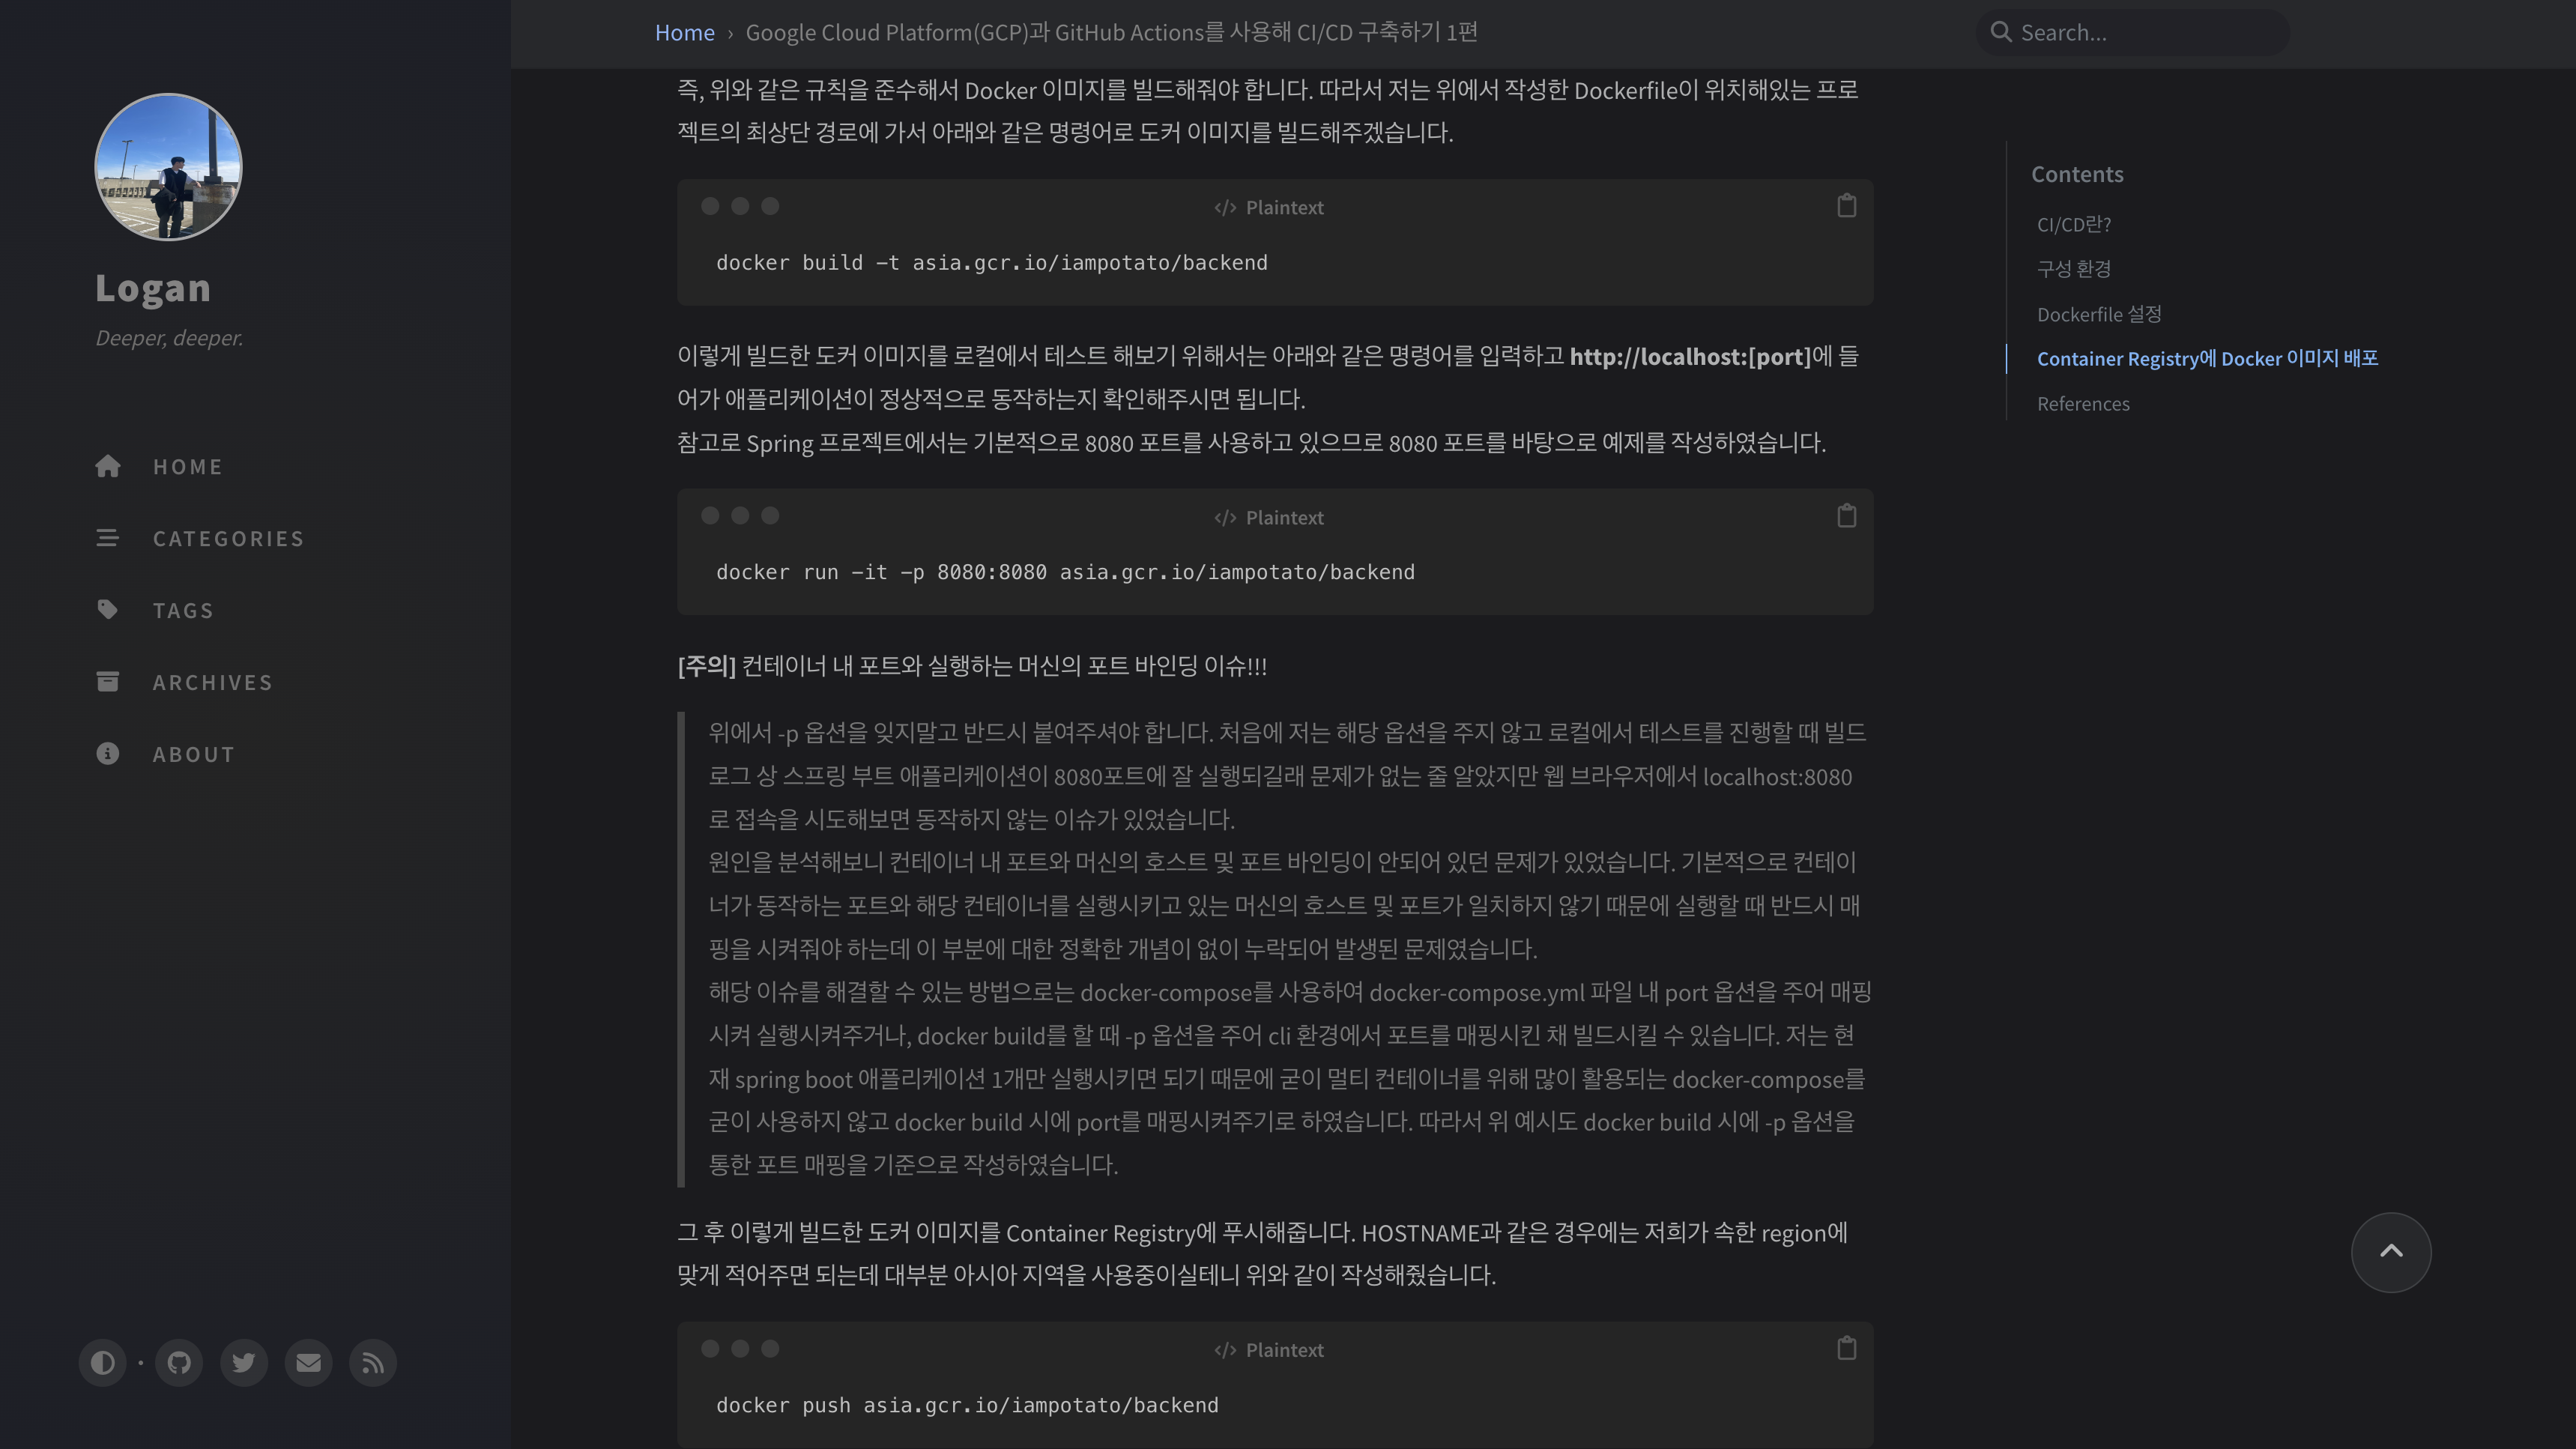 Logan
Deeper, deeper.
HOME
CATEGORIES
TAGS
ARCHIVES
ABOUT
Home › Google Cloud Platform(GCP)과 GitHub Actions를 사용해 CI/CD 구축하기 1편
Search...
즉, 위와 같은 규칙을 준수해서 Docker 이미지를 빌드해줘야 합니다. 따라서 저는 위에서 작성한 Dockerfile이 위치해있는 프로
젝트의 최상단 경로에 가서 아래와 같은 명령어로 도커 이미지를 빌드해주겠습니다.
</> Plaintext
docker build -t asia.gcr.io/iampotato/backend
이렇게 빌드한 도커 이미지를 로컬에서 테스트 해보기 위해서는 아래와 같은 명령어를 입력하고 http://localhost:[port]에 들
어가 애플리케이션이 정상적으로 동작하는지 확인해주시면 됩니다.
참고로 Spring 프로젝트에서는 기본적으로 8080 포트를 사용하고 있으므로 8080 포트를 바탕으로 예제를 작성하였습니다.
</> Plaintext
docker run -it -p 8080:8080 asia.gcr.io/iampotato/backend
[주의] 컨테이너 내 포트와 실행하는 머신의 포트 바인딩 이슈!!!
위에서 -p 옵션을 잊지말고 반드시 붙여주셔야 합니다. 처음에 저는 해당 옵션을 주지 않고 로컬에서 테스트를 진행할 때 빌드
로그 상 스프링 부트 애플리케이션이 8080포트에 잘 실행되길래 문제가 없는 줄 알았지만 웹 브라우저에서 localhost:8080
로 접속을 시도해보면 동작하지 않는 이슈가 있었습니다.
원인을 분석해보니 컨테이너 내 포트와 머신의 호스트 및 포트 바인딩이 안되어 있던 문제가 있었습니다. 기본적으로 컨테이
너가 동작하는 포트와 해당 컨테이너를 실행시키고 있는 머신의 호스트 및 포트가 일치하지 않기 때문에 실행할 때 반드시 매
핑을 시켜줘야 하는데 이 부분에 대한 정확한 개념이 없이 누락되어 발생된 문제였습니다.
해당 이슈를 해결할 수 있는 방법으로는 docker-compose를 사용하여 docker-compose.yml 파일 내 port 옵션을 주어 매핑
시켜 실행시켜주거나, docker build를 할 때 -p 옵션을 주어 cli 환경에서 포트를 매핑시킨 채 빌드시킬 수 있습니다. 저는 현
재 spring boot 애플리케이션 1개만 실행시키면 되기 때문에 굳이 멀티 컨테이너를 위해 많이 활용되는 docker-compose를
굳이 사용하지 않고 docker build 시에 port를 매핑시켜주기로 하였습니다. 따라서 위 예시도 docker build 시에 -p 옵션을
통한 포트 매핑을 기준으로 작성하였습니다.
그 후 이렇게 빌드한 도커 이미지를 Container Registry에 푸시해줍니다. HOSTNAME과 같은 경우에는 저희가 속한 region에
맞게 적어주면 되는데 대부분 아시아 지역을 사용중이실테니 위와 같이 작성해줬습니다.
</> Plaintext
docker push asia.gcr.io/iampotato/backend
Contents
CI/CD란?
구성 환경
Dockerfile 설정
Container Registry에 Docker 이미지 배포
References